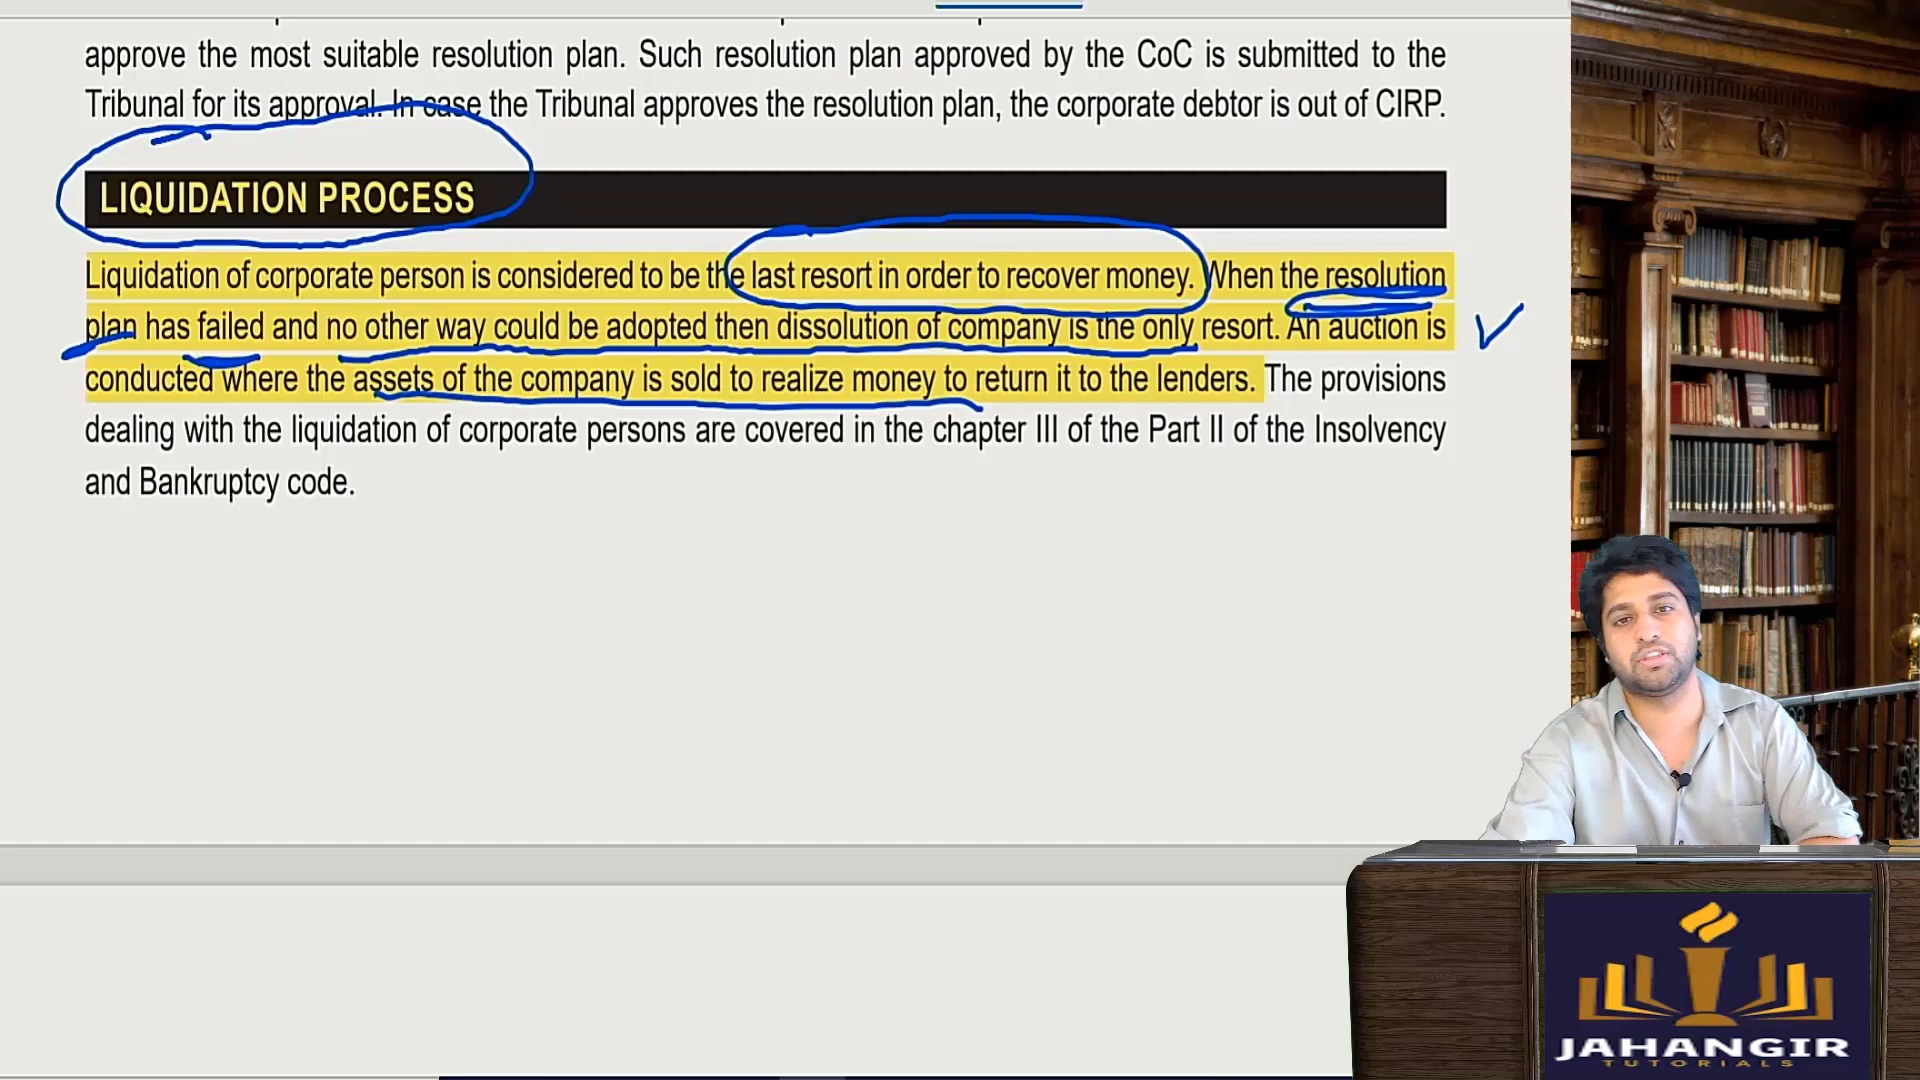 approve the most suitable resolution plan. Such resolution plan approved by the CoC is submitted to the
Tribunal for its approval. In case the Tribunal approves the resolution plan, the corporate debtor is out of CIRP.
LIQUIDATION PROCESS
Liquidation of corporate person is considered to be the last resort in order to recover money. When the resolution
plan has failed and no other way could be adopted then dissolution of company is the only resort. An auction is
conducted where the assets of the company is sold to realize money to return it to the lenders. The provisions
dealing with the liquidation of corporate persons are covered in the chapter III of the Part II of the Insolvency
and Bankruptcy code.
JAHANGIR
TUTORIALS